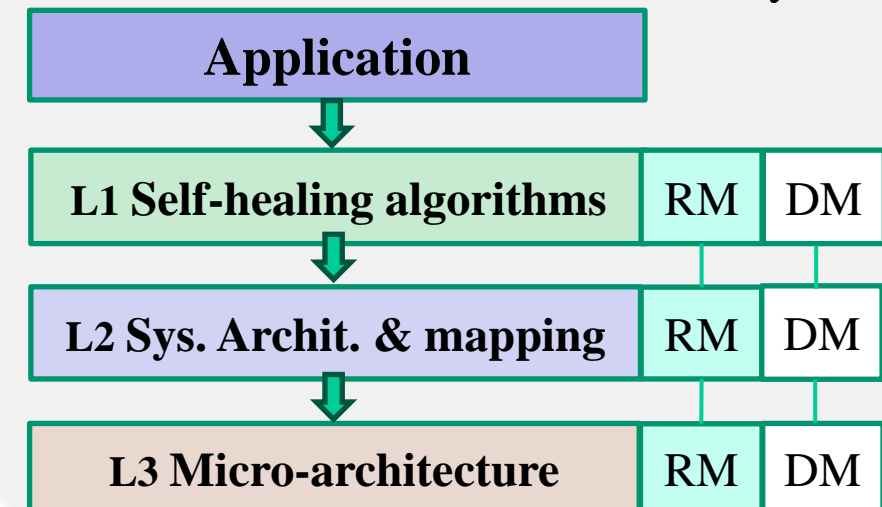 Application
L1 Self-healing algorithms RM DM
L2 Sys. Archit. & mapping RM DM
L3 Micro-architecture RM DM